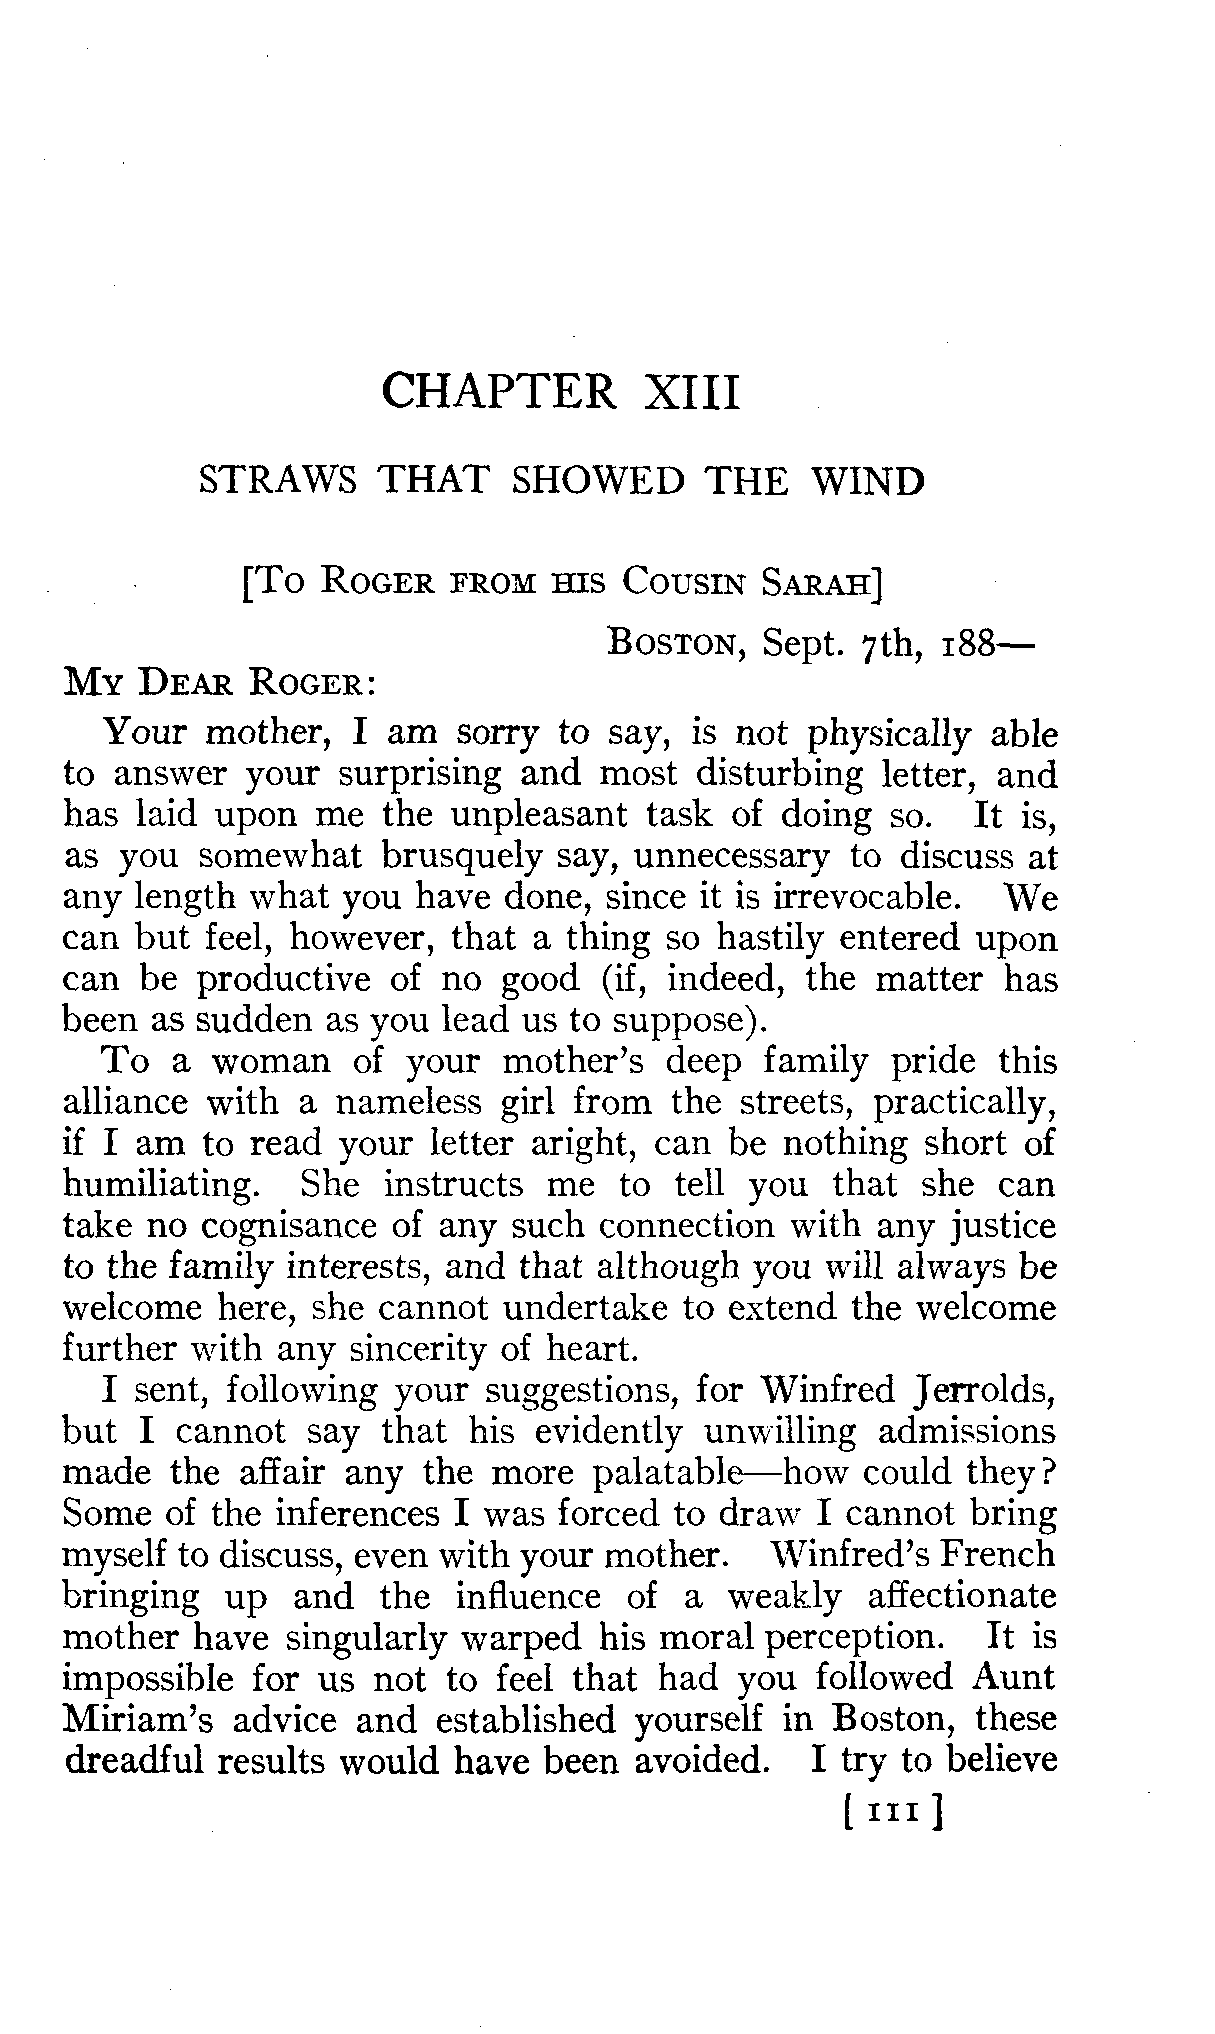 CHAPTER XIII
STRAWS THAT SHOWED THE WIND
[To Roger from his Cousin Sarah]
Boston, Sept. 7th, 188—
My Dear Roger:
Your mother, I am sorry to say, is not physically able
to answer your surprising and most disturbing letter, and
has laid upon me the unpleasant task of doing so. It is,
as you somewhat brusquely say, unnecessary to discuss at
any length what you have done, since it is irrevocable. We
can but feel, however, that a thing so hastily entered upon
can be productive of no good (if, indeed, the matter has
been as sudden as you lead us to suppose).
To a woman of your mother's deep family pride this
alliance with a nameless girl from the streets, practically,
if I am to read your letter aright, can be nothing short of
humiliating. She instructs me to tell you that she can
take no cognisance of any such connection with any justice
to the family interests, and that although you will always be
welcome here, she cannot undertake to extend the welcome
further with any sincerity of heart.
I sent, following your suggestions, for Winfred Jerrolds,
but I cannot say that his evidently unwilling admissions
made the affair any the more palatable—how could they?
Some of the inferences I was forced to draw I cannot bring
myself to discuss, even with your mother. Winfred's French
bringing up and the influence of a weakly affectionate
mother have singularly warped his moral perception. It is
impossible for us not to feel that had you followed Aunt
Miriam's advice and established yourself in Boston, these
dreadful results would have been avoided. I try to believe
[ 111 ]